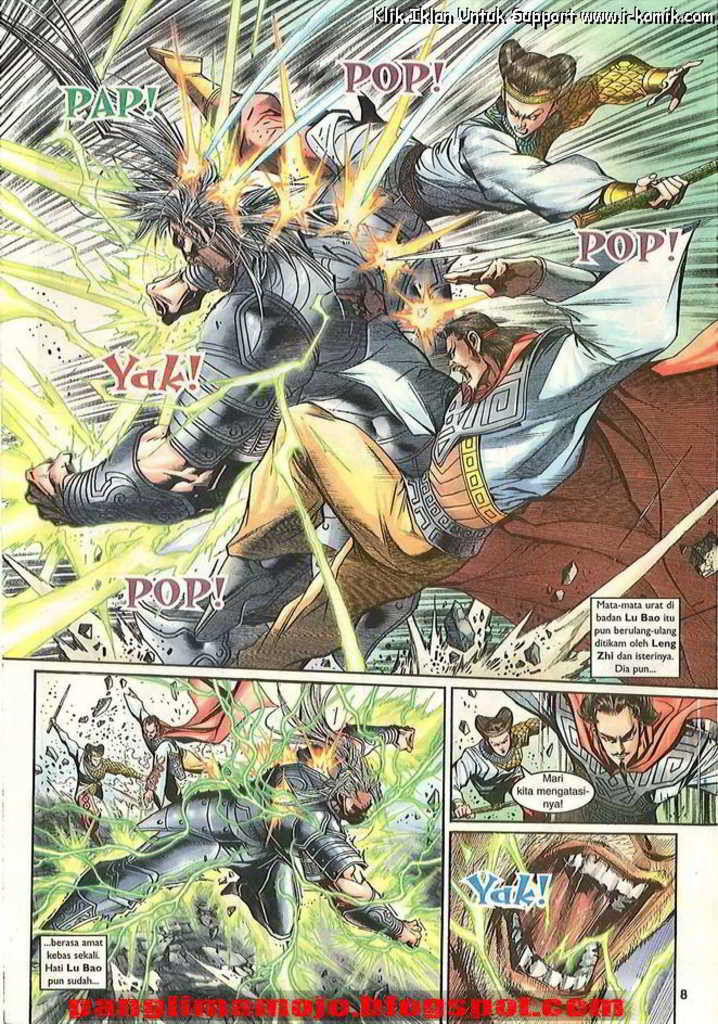 Klik Iklan Untuk Support www.i-komik.com
PAP!
POP!
POP!
Yak!
POP!
Mata-mata urat di
badan Lu Bao itu
pun berulang-ulang
ditikam oleh Leng
Zhi dan isterinya.
Dia pun...
...berasa amat
kebas sekali.
Hati Lu Bao
pun sudah...
Mari
kita mengatasi-
nya!
Yak!
8
panglimamojo.blogspot.com